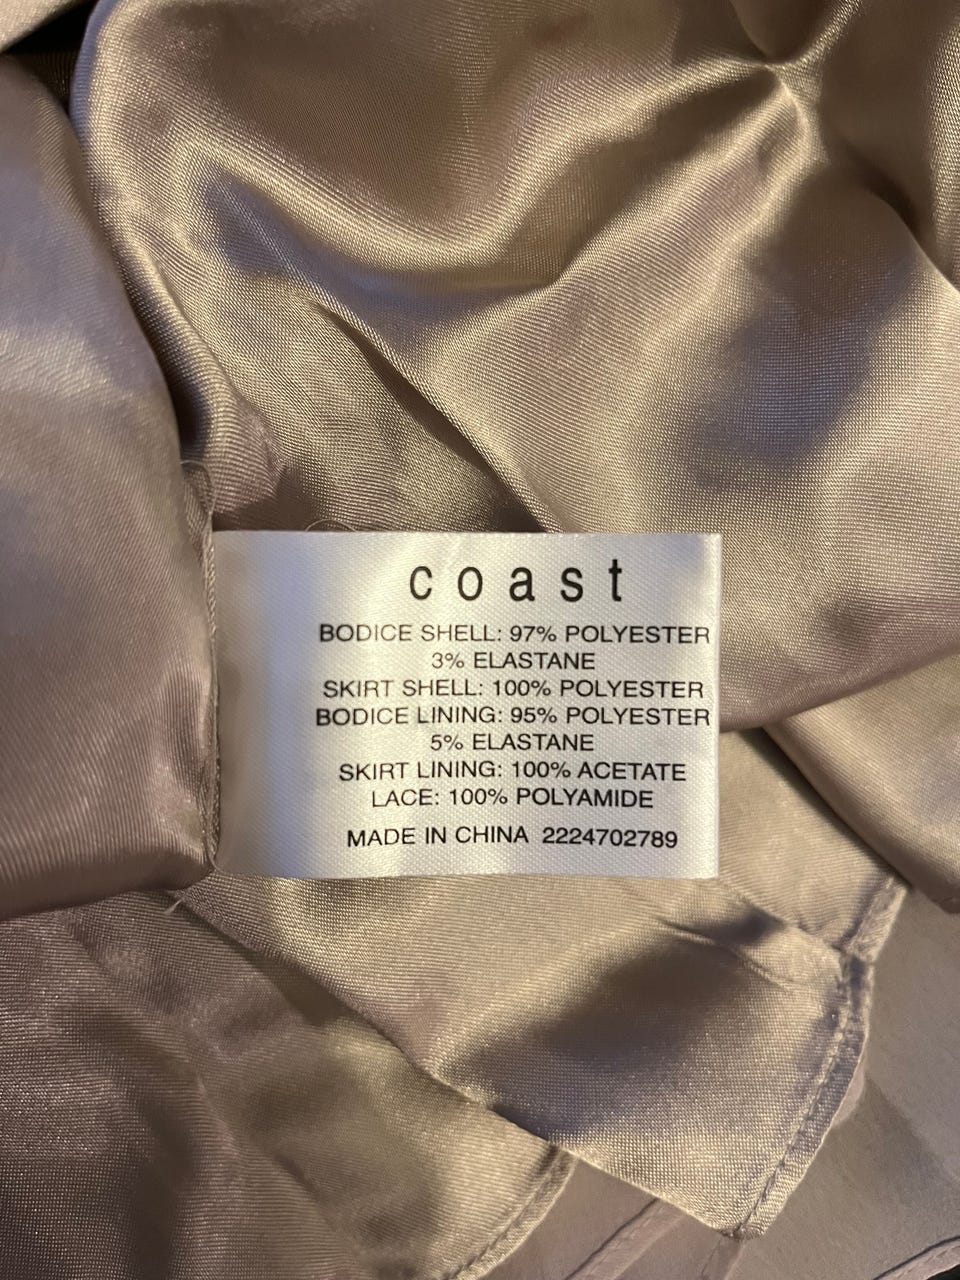 coast
BODICE SHELL: 97% POLYESTER
3% ELASTANE
SKIRT SHELL: 100% POLYESTER
BODICE LINING: 95% POLYESTER
5% ELASTANE
SKIRT LINING: 100% ACETATE
LACE: 100% POLYAMIDE
MADE IN CHINA 2224702789